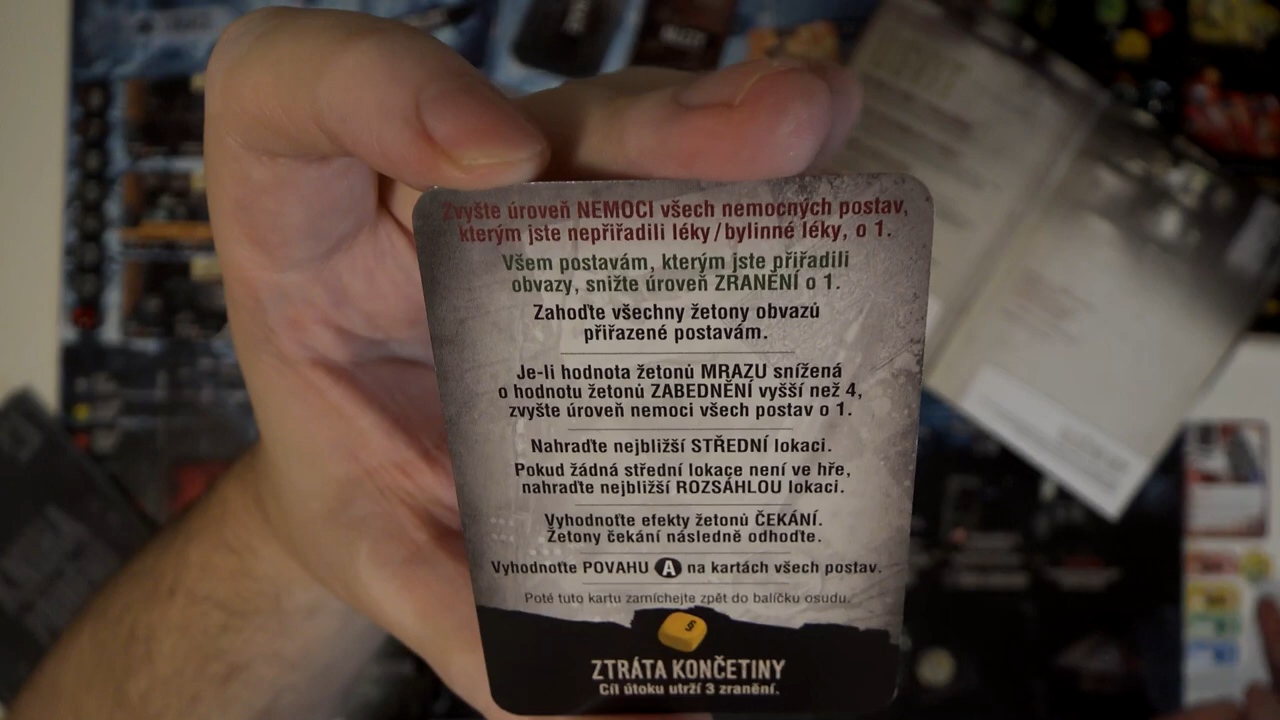 Zvyšte úroveň NEMOCI všech nemocných postav,
kterým jste nepřiřadili léky / bylinné léky, o 1.
Všem postavám, kterým jste přiřadili
obvazy, snižte úroveň ZRANĚNÍ o 1.
Zahoďte všechny žetony obvazů
přiřazené postavám.
Je-li hodnota žetonů MRAZU snížená
o hodnotu žetonů ZABEDNĚNÍ vyšší než 4,
zvyšte úroveň nemoci všech postav o 1.
Nahraďte nejbližší STŘEDNÍ lokaci.
Pokud žádná střední lokace není ve hře,
nahraďte nejbližší ROZSÁHLOU lokaci.
Vyhodnoťte efekty žetonů ČEKÁNÍ.
Žetony čekání následně odhoďte.
Vyhodnoťte POVAHU A na kartách všech postav.
Poté tuto kartu zamíchejte zpět do balíčku osudu.
ZTRÁTA KONČETINY
Cíl útoku utrží 3 zranění.